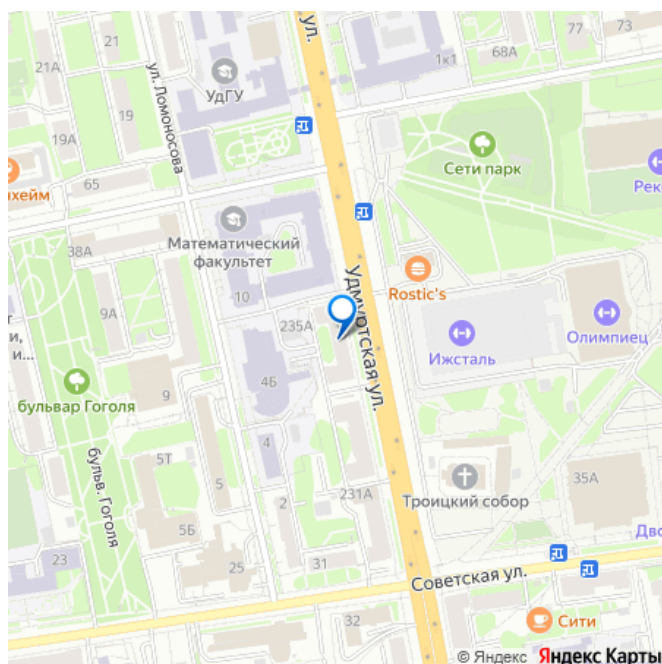 21
21А
УдГУ
ул.
1к1
68А
77
73
19
19А
ул. Ломоносова
65
Сети парк
Рек
хейм
38А
Математический
факультет
10
Rostic's
Удмуртская ул.
9А
235А
Ижсталь
Олимпиец
и,
и...
4Б
бульвар Гоголя
9
4
5Т
5
бульв. Гоголя
2
231А
Троицкий собор
35А
5Б
23
25
31
Дво
Советская ул.
32
Сити
© Яндекс Яндекс Карты